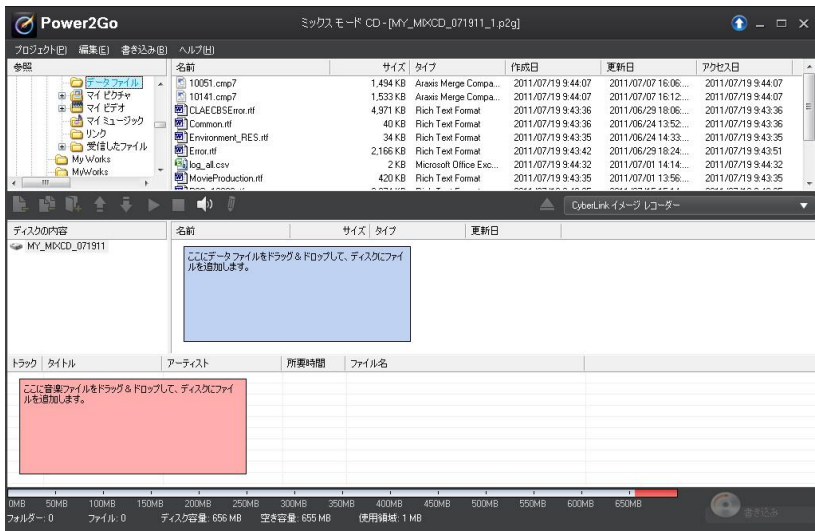 Power2Go
ミックス モード CD - [MY_MIXCD_071911_1.p2g]
プロジェクト(P) 編集(E) 書き込み(B) ヘルプ(H)
参照
データ ファイル
マイ ピクチャ
マイ ビデオ
マイ ミュージック
リンク
受信したファイル
My Works
MyWorks
名前 サイズ タイプ 作成日 更新日 アクセス日
10051.cmp7 1,494 KB Araxis Merge Compa... 2011/07/19 9:44:07 2011/07/07 16:06:... 2011/07/19 9:44:07
10141.cmp7 1,533 KB Araxis Merge Compa... 2011/07/19 9:44:07 2011/07/07 16:12:... 2011/07/19 9:44:07
CLAECBSError.rtf 4,971 KB Rich Text Format 2011/07/19 9:43:36 2011/06/29 18:06:... 2011/07/19 9:43:36
Common.rtf 40 KB Rich Text Format 2011/07/19 9:43:36 2011/06/24 13:52:... 2011/07/19 9:43:36
Environment_RES.rtf 34 KB Rich Text Format 2011/07/19 9:43:35 2011/06/24 14:33:... 2011/07/19 9:43:35
Error.rtf 2,166 KB Rich Text Format 2011/07/19 9:43:42 2011/06/29 18:24:... 2011/07/19 9:43:51
log_all.csv 2 KB Microsoft Office Exc... 2011/07/19 9:44:32 2011/07/01 14:14:... 2011/07/19 9:44:32
MovieProduction.rtf 420 KB Rich Text Format 2011/07/19 9:43:35 2011/07/01 13:56:... 2011/07/19 9:43:35
CyberLink イメージ レコーダー
ディスクの内容
MY_MIXCD_071911
名前 サイズ タイプ 更新日
ここにデータ ファイルをドラッグ & ドロップして、ディスクにファイ
ルを追加します。
トラック タイトル アーティスト 所要時間 ファイル名
ここに音楽ファイルをドラッグ & ドロップして、ディスクにファイ
ルを追加します。
0MB 50MB 100MB 150MB 200MB 250MB 300MB 350MB 400MB 450MB 500MB 550MB 600MB 650MB
フォルダー: 0 ファイル: 0 ディスク容量: 656 MB 空き容量: 655 MB (使用領域: 1 MB
書き込み